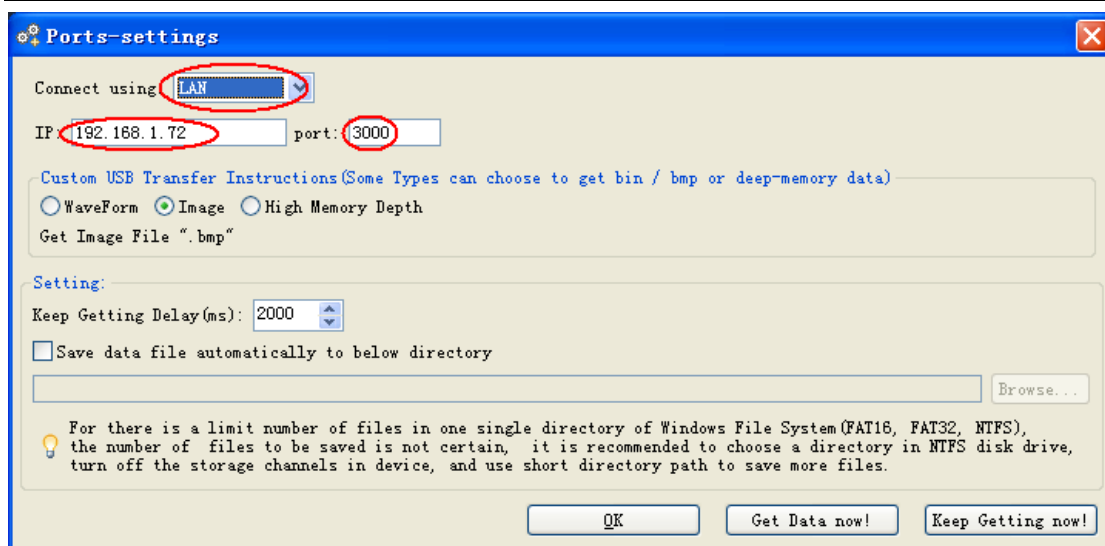 Ports-settings
Connect using: LAN
IP: 192.168.1.72 port: 3000
Custom USB Transfer Instructions(Some Types can choose to get bin / bmp or deep-memory data)
WaveForm Image High Memory Depth
Get Image File ".bmp"
Setting:
Keep Getting Delay(ms): 2000
Save data file automatically to below directory
Browse...
For there is a limit number of files in one single directory of Windows File System(FAT16, FAT32, NTFS),
the number of files to be saved is not certain, it is recommended to choose a directory in NTFS disk drive,
turn off the storage channels in device, and use short directory path to save more files.
OK Get Data now! Keep Getting now!